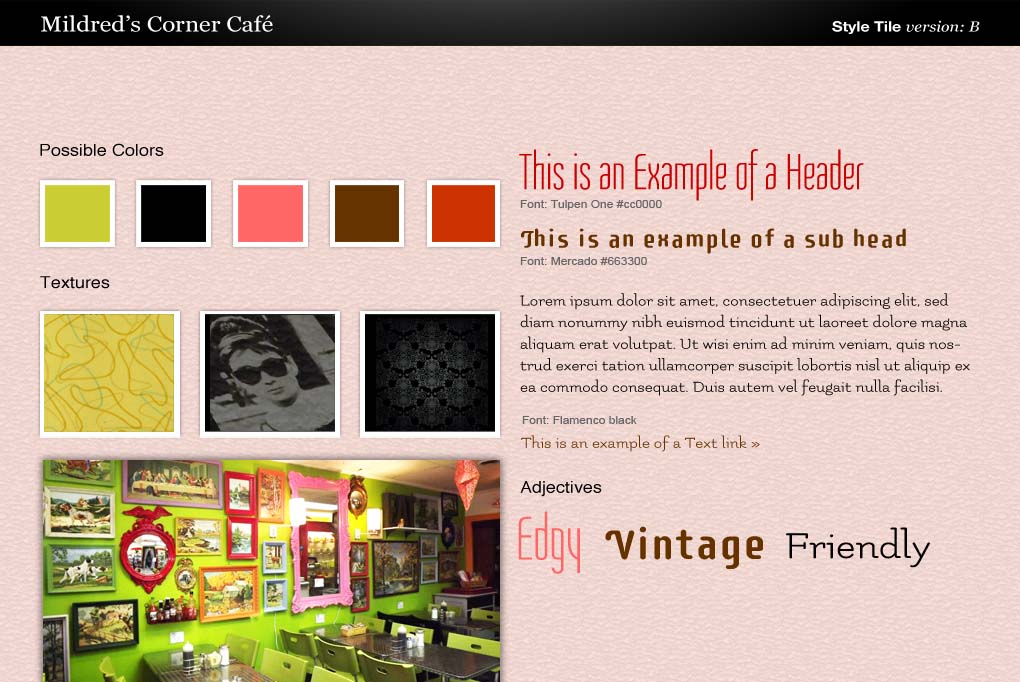 Mildred’s Corner Café
Style Tile version: B
Possible Colors
Textures
This is an Example of a Header
Font: Tulpen One #cc0000
This is an example of a sub head
Font: Mercado #663300
Lorem ipsum dolor sit amet, consectetuer adipiscing elit, sed
diam nonummy nibh euismod tincidunt ut laoreet dolore magna
aliquam erat volutpat. Ut wisi enim ad minim veniam, quis nos-
trud exerci tation ullamcorper suscipit lobortis nisl ut aliquip ex
ea commodo consequat. Duis autem vel feugait nulla facilisi.
Font: Flamenco black
This is an example of a Text link »
Adjectives
Edgy Vintage Friendly